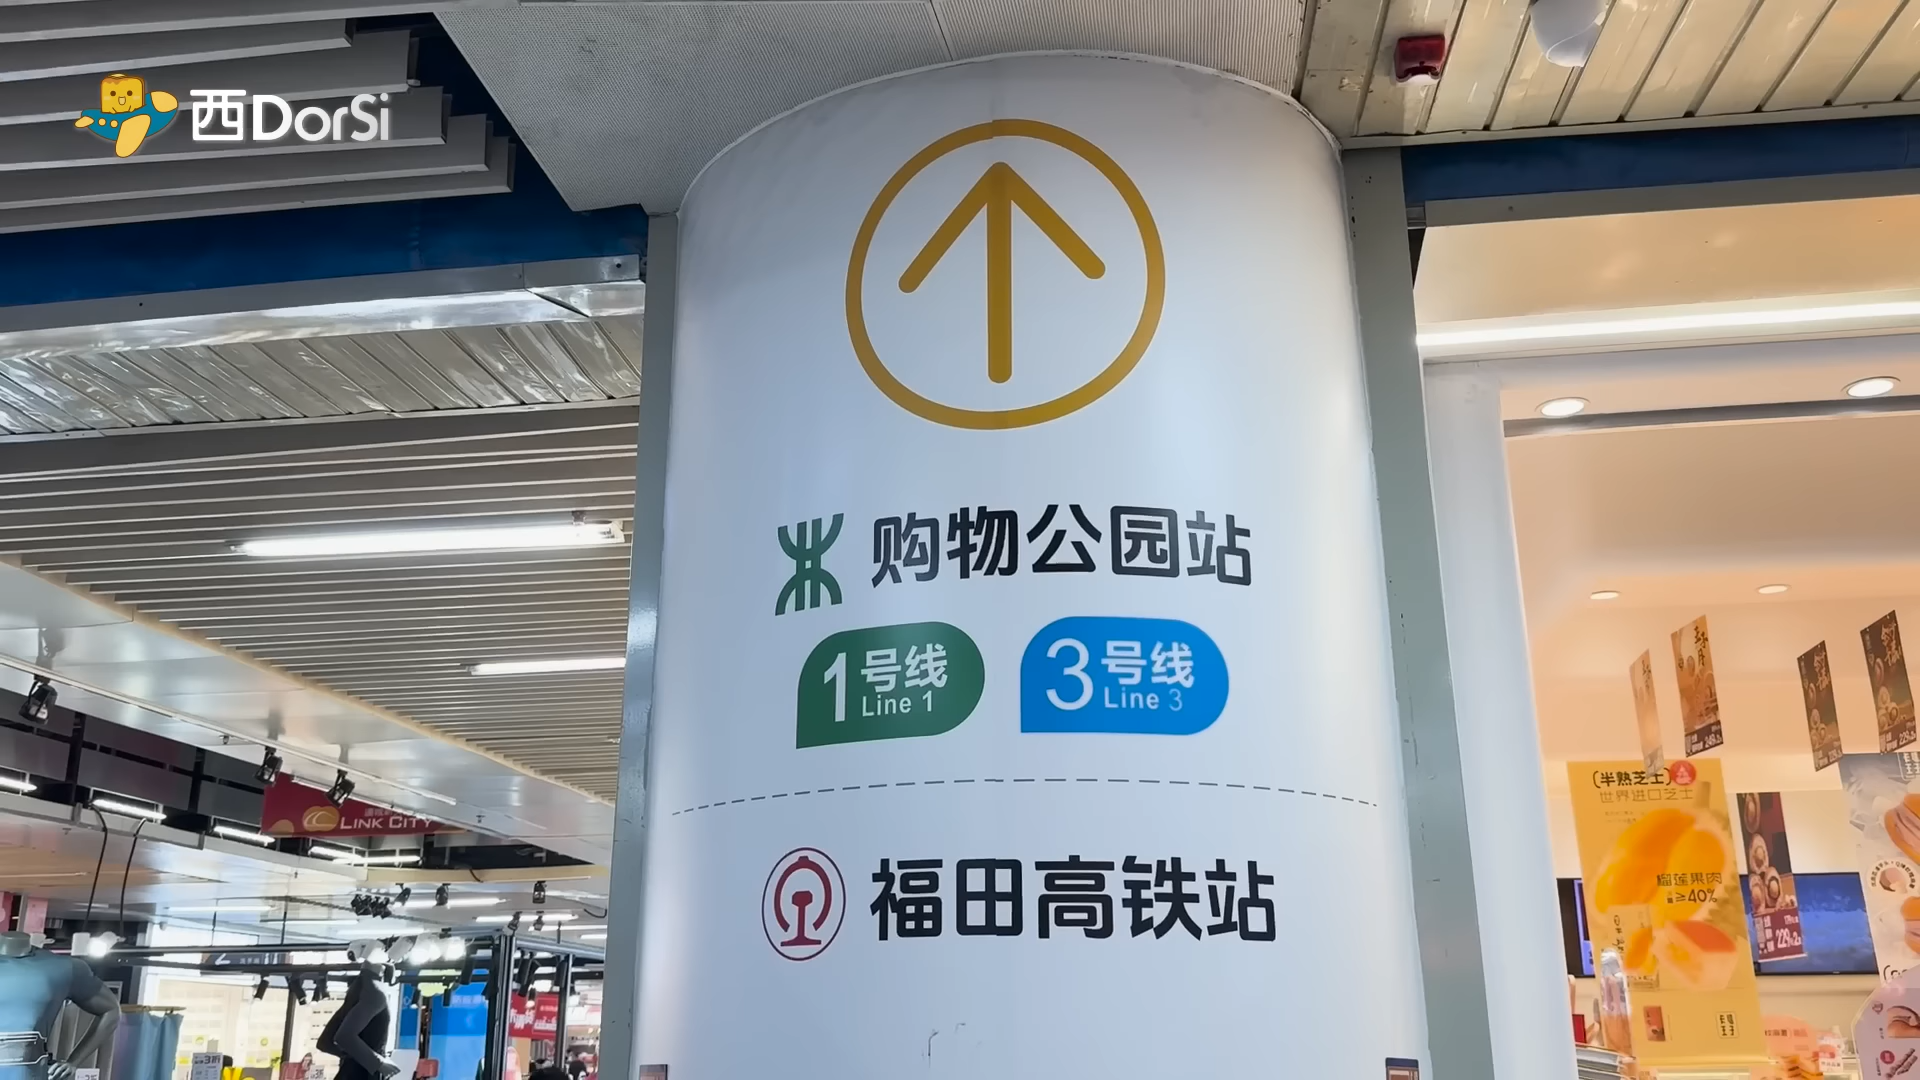 西DorSi
购物公园站
1号线
Line 1
3号线
Line 3
福田高铁站
LINK CITY
(半熟芝士)
世界进口芝士
榴莲果肉
≥40%